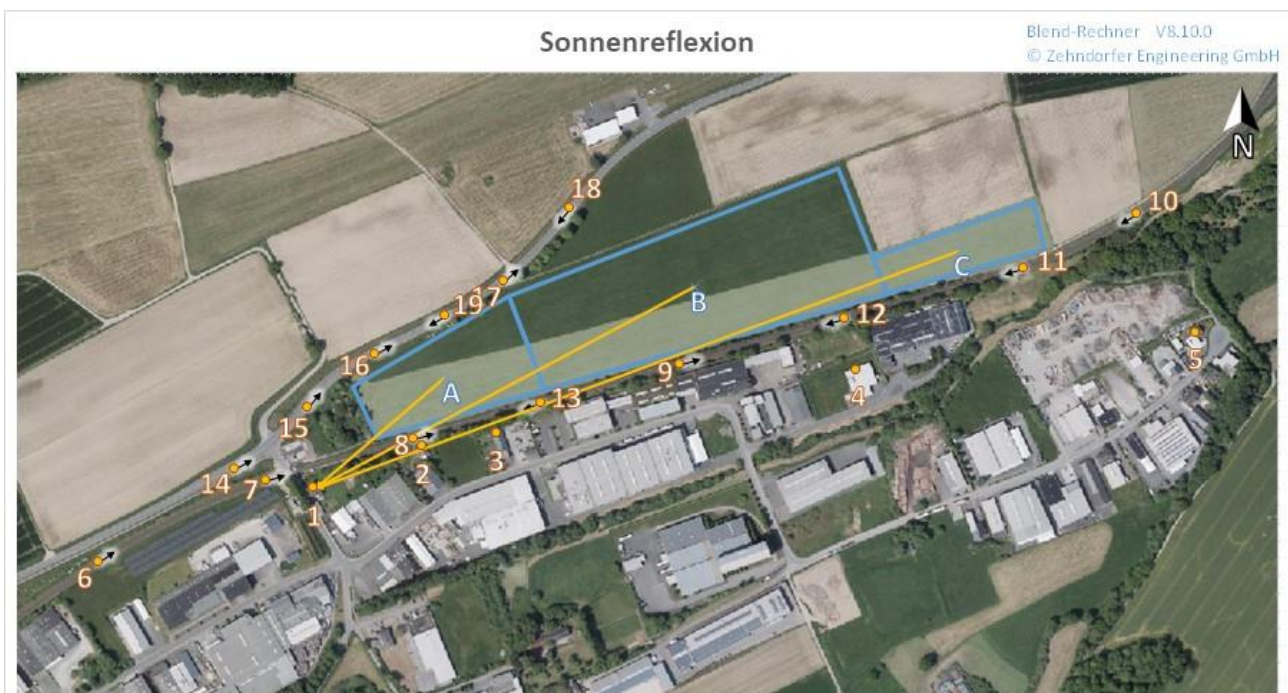 Sonnenreflexion
Blend-Rechner V8.10.0
© Zehndorfer Engineering GmbH
N
18
10
17
19
C
11
B
12
16
5
9
4
A
13
15
8
3
2
14
7
1
6